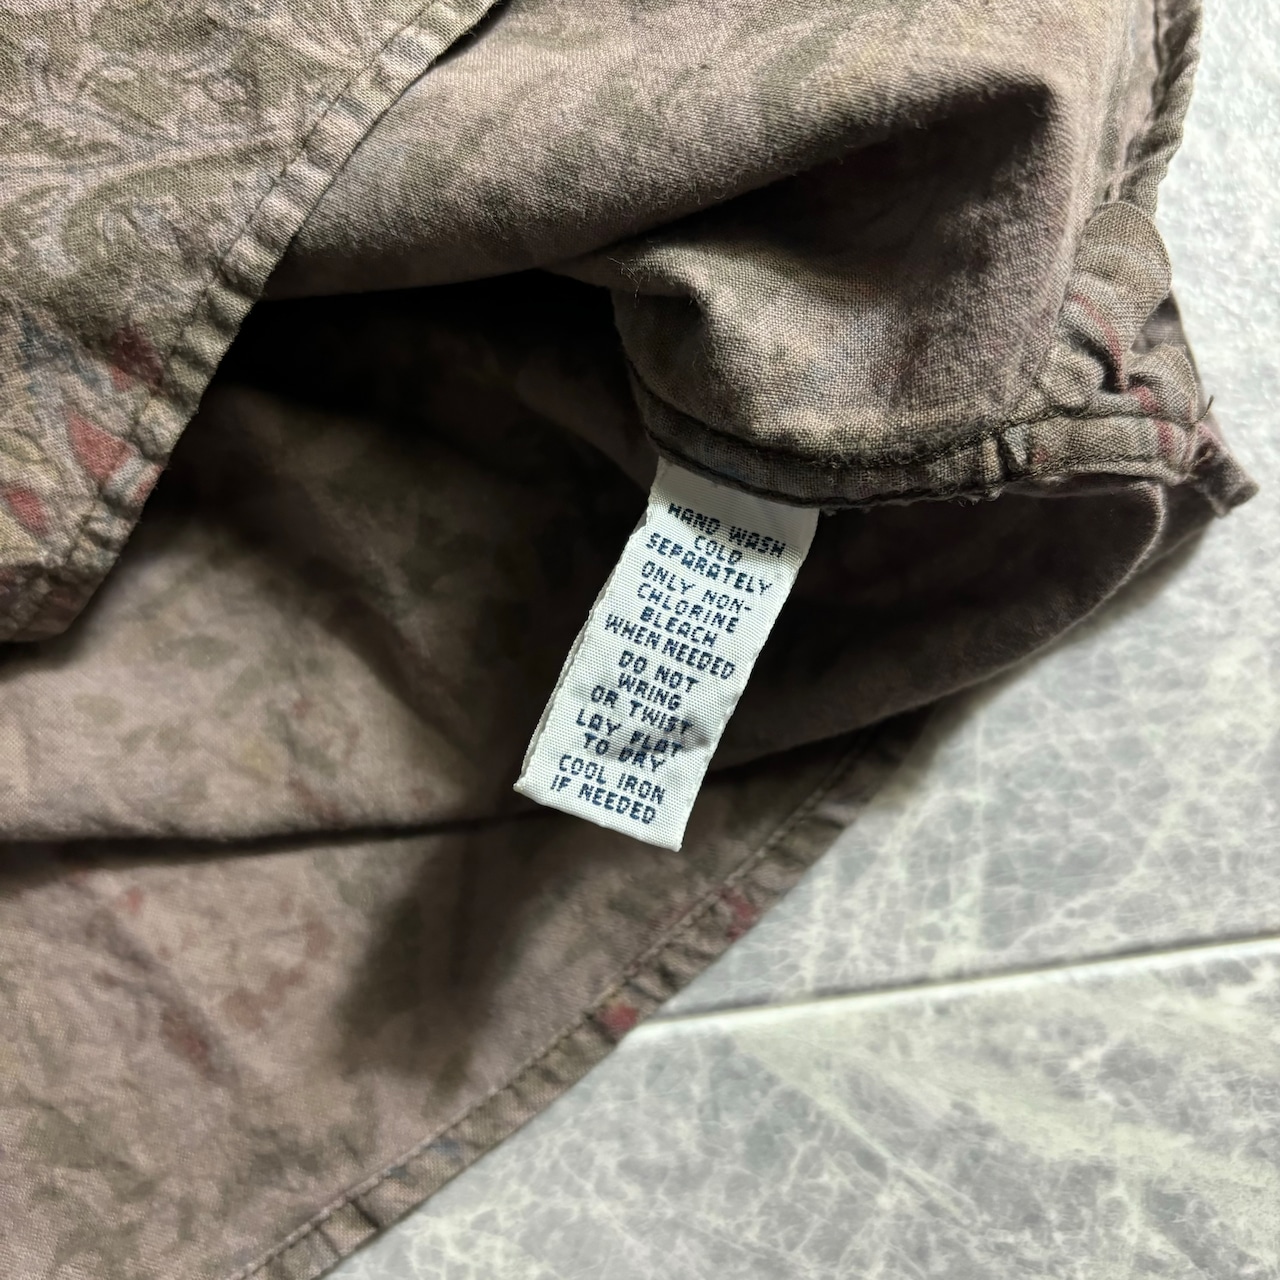 HAND WASH
COLD
SEPARATELY
ONLY NON-
CHLORINE
BLEACH
WHEN NEEDED
DO NOT
WRING
OR TWIST
LAY FLAT
TO DRY
COOL IRON
IF NEEDED